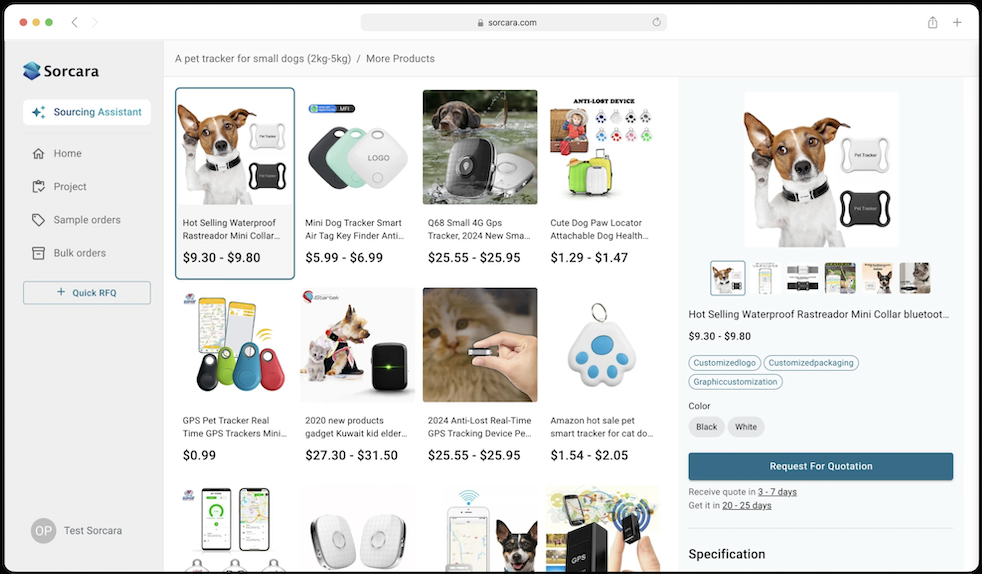 sorcara.com
Sorcara
A pet tracker for small dogs (2kg-5kg) / More Products
Sourcing Assistant
Home
Project
Sample orders
Bulk orders
+ Quick RFQ
OP Test Sorcara
Pet Tracker
Pet Tracker
Hot Selling Waterproof
Rastreador Mini Collar...
$9.30 - $9.80
MFi
LOGO
Mini Dog Tracker Smart
Air Tag Key Finder Anti...
$5.99 - $6.99
Q68 Small 4G Gps
Tracker, 2024 New Sma...
$25.55 - $25.95
ANTI-LOST DEVICE
Cute Dog Paw Locator
Attachable Dog Health...
$1.29 - $1.47
GPS Pet Tracker Real
Time GPS Trackers Mini...
$0.99
iStartek
2020 new products
gadget Kuwait kid elder...
$27.30 - $31.50
2024 Anti-Lost Real-Time
GPS Tracking Device Pe...
$25.55 - $25.95
Amazon hot sale pet
smart tracker for cat do...
$1.54 - $2.05
GPS
Pet Tracker
Pet Tracker
Hot Selling Waterproof Rastreador Mini Collar bluetoot...
$9.30 - $9.80
Customizedlogo
Customizedpackaging
Graphiccustomization
Color
Black
White
Request For Quotation
Receive quote in 3 - 7 days
Get it in 20 - 25 days
Specification